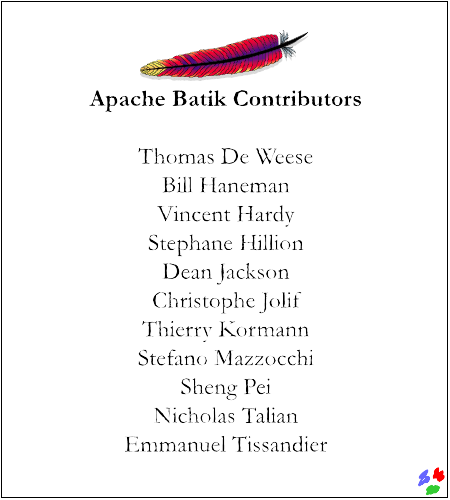 Apache Batik Contributors
Thomas De Weese
Bill Haneman
Vincent Hardy
Stephane Hillion
Dean Jackson
Christophe Jolif
Thierry Kormann
Stefano Mazzocchi
Sheng Pei
Nicholas Talian
Emmanuel Tissandier